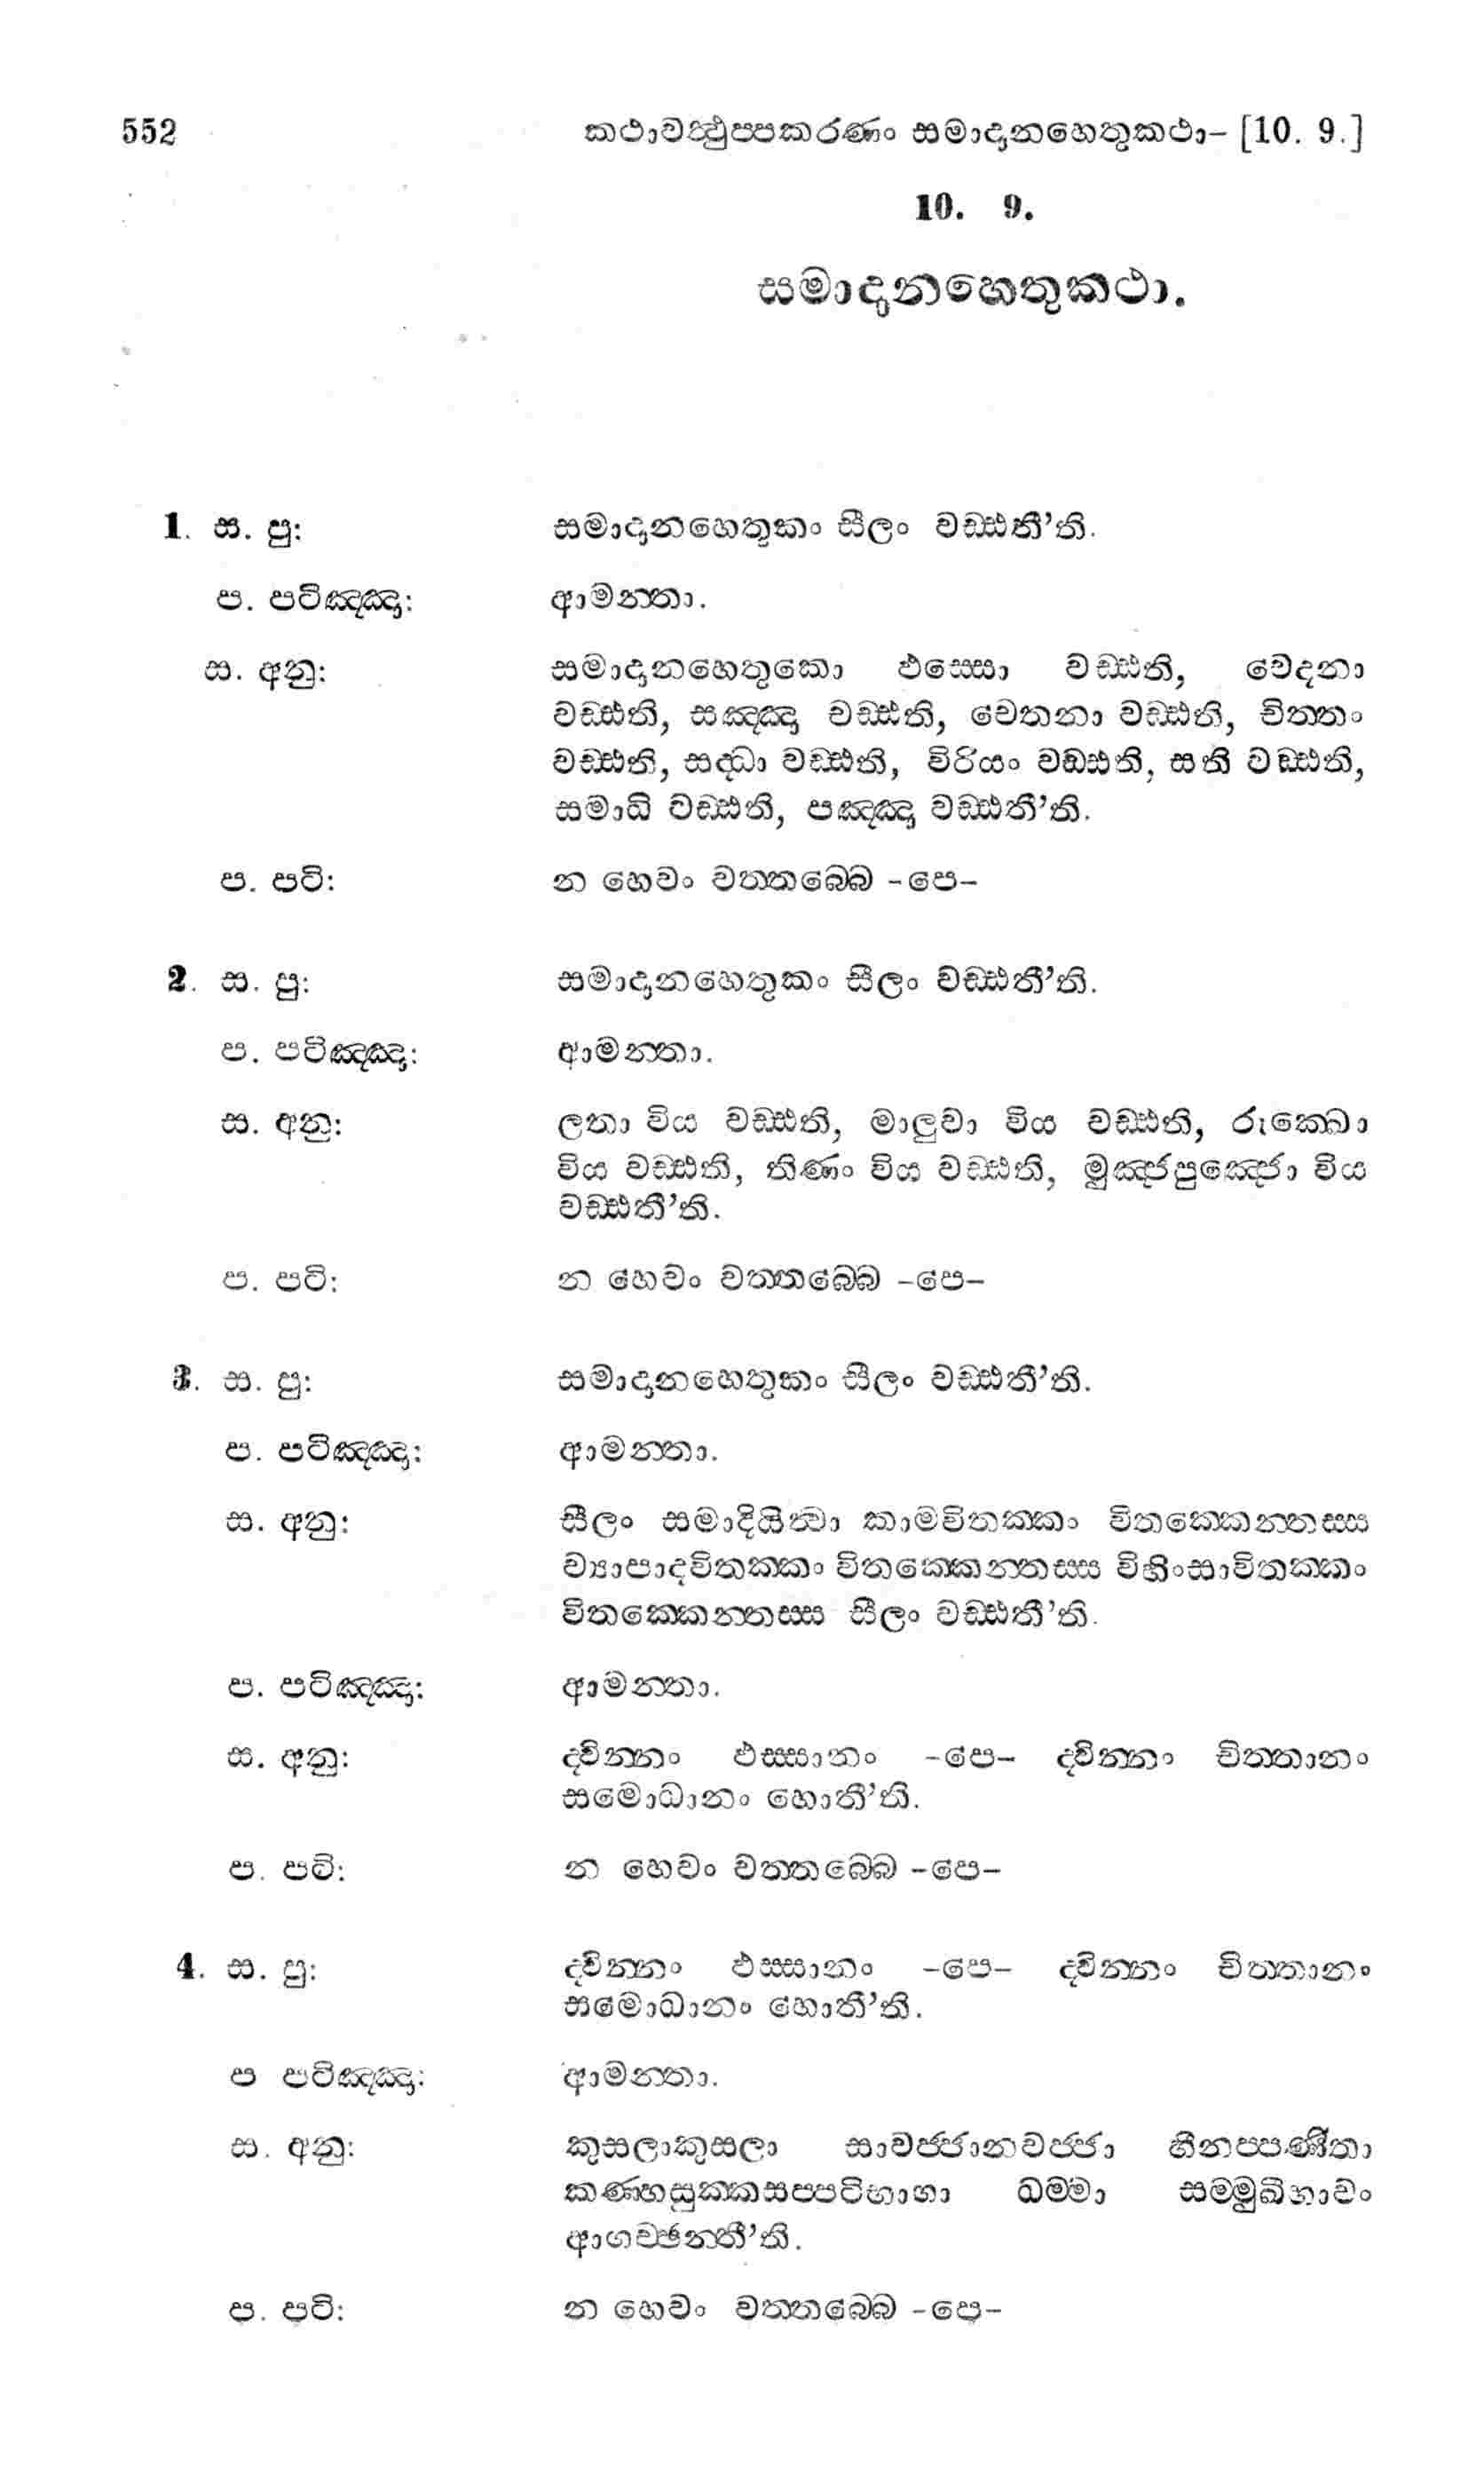 552 කථාවත්‍ථුප්පකරණං සමාදානහෙතුකථා– [10. 9.]
10. 9.
සමාදානහෙතුකථා.
1. ස. පු: සමාදානහෙතුකං සීලං වඩ්ඪතී’ති.
ප. පටිඤ්ඤා: ආමන්තා.
ස. අනු: සමාදානහෙතුකො ඵස්සො වඩ්ඪති, වෙදනා
වඩ්ඪති, සඤ්ඤා වඩ්ඪති, චෙතනා වඩ්ඪති, චිත්තං
වඩ්ඪති, සද්ධා වඩ්ඪති, විරියං වඩ්ඪති, සති වඩ්ඪති,
සමාධි වඩ්ඪති, පඤ්ඤා වඩ්ඪතී’ති.
ප. පටි: න හෙවං වත්තබ්බෙ –පෙ–
2. ස. පු: සමාදානහෙතුකං සීලං වඩ්ඪතී’ති.
ප. පටිඤ්ඤා: ආමන්තා.
ස. අනු: ලතා විය වඩ්ඪති, මාලුවා විය වඩ්ඪති, රුක්ඛො
විය වඩ්ඪති, තිණං විය වඩ්ඪති, මුඤ්ජපුඤ්ජො විය
වඩ්ඪතී’ති.
ප. පටි: න හෙවං වත්තබ්බෙ –පෙ–
3. ස. පු: සමාදානහෙතුකං සීලං වඩ්ඪතී’ති.
ප. පටිඤ්ඤා: ආමන්තා.
ස. අනු: සීලං සමාදියිත්වා කාමවිතක්කං විතක්කෙන්තස්ස
ව්‍යාපාදවිතක්කං විතක්කෙන්තස්ස විහිංසාවිතක්කං
විතක්කෙන්තස්ස සීලං වඩ්ඪතී’ති.
ප. පටිඤ්ඤා: ආමන්තා.
ස. අනු: ද්වින්නං ඵස්සානං –පෙ– ද්වින්නං චිත්තානං
සමොධානං හොතී’ති.
ප. පටි: න හෙවං වත්තබ්බෙ –පෙ–
4. ස. පු: ද්වින්නං ඵස්සානං –පෙ– ද්වින්නං චිත්තානං
සමොධානං හොතී’ති.
ප පටිඤ්ඤා: ආමන්තා.
ස. අනු: කුසලාකුසලා සාවජ්ජානවජ්ජා හීනප්පණීතා
කණ්හසුක්කසප්පටිභාගා ධම්මා සම්මුඛීභාවං
ආගච්ඡන්තී’ති.
ප. පටි: න හෙවං වත්තබ්බෙ –පෙ–